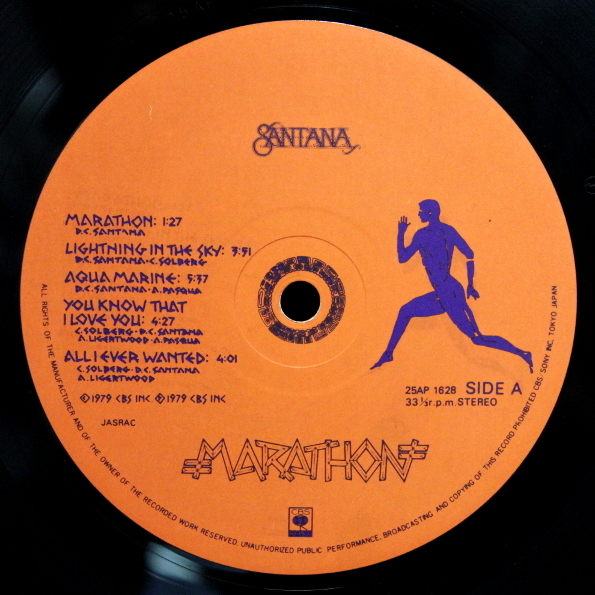 SANTANA
MARATHON: 1:27
D.C. SANTANA
LIGHTNING IN THE SKY: 3:51
D.C. SANTANA · C. SOLBERG
AQUA MARINE: 5:37
D.C. SANTANA · A. PASQUA
YOU KNOW THAT
I LOVE YOU: 4:27
C. SOLBERG · D.C. SANTANA
A. LIGERTWOOD · A. PASQUA
ALL I EVER WANTED: 4:01
C. SOLBERG · D.C. SANTANA
A. LIGERTWOOD
© 1979 CBS INC. ℗ 1979 CBS INC
JASRAC
25AP 1628 SIDE A
33 ⅓ r.p.m. STEREO
MARATHON
CBS
ALL RIGHTS OF THE MANUFACTURER AND OF THE OWNER OF THE RECORDED WORK RESERVED. UNAUTHORIZED PUBLIC PERFORMANCE, BROADCASTING AND COPYING OF THIS RECORD PROHIBITED CBS. SONY INC. TOKYO JAPAN